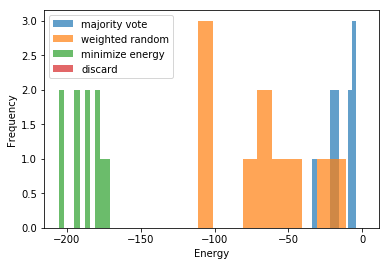 majority vote
weighted random
minimize energy
discard
3.0
2.5
2.0
1.5
1.0
0.5
0.0
Frequency
−200 −150 −100 −50 0
Energy